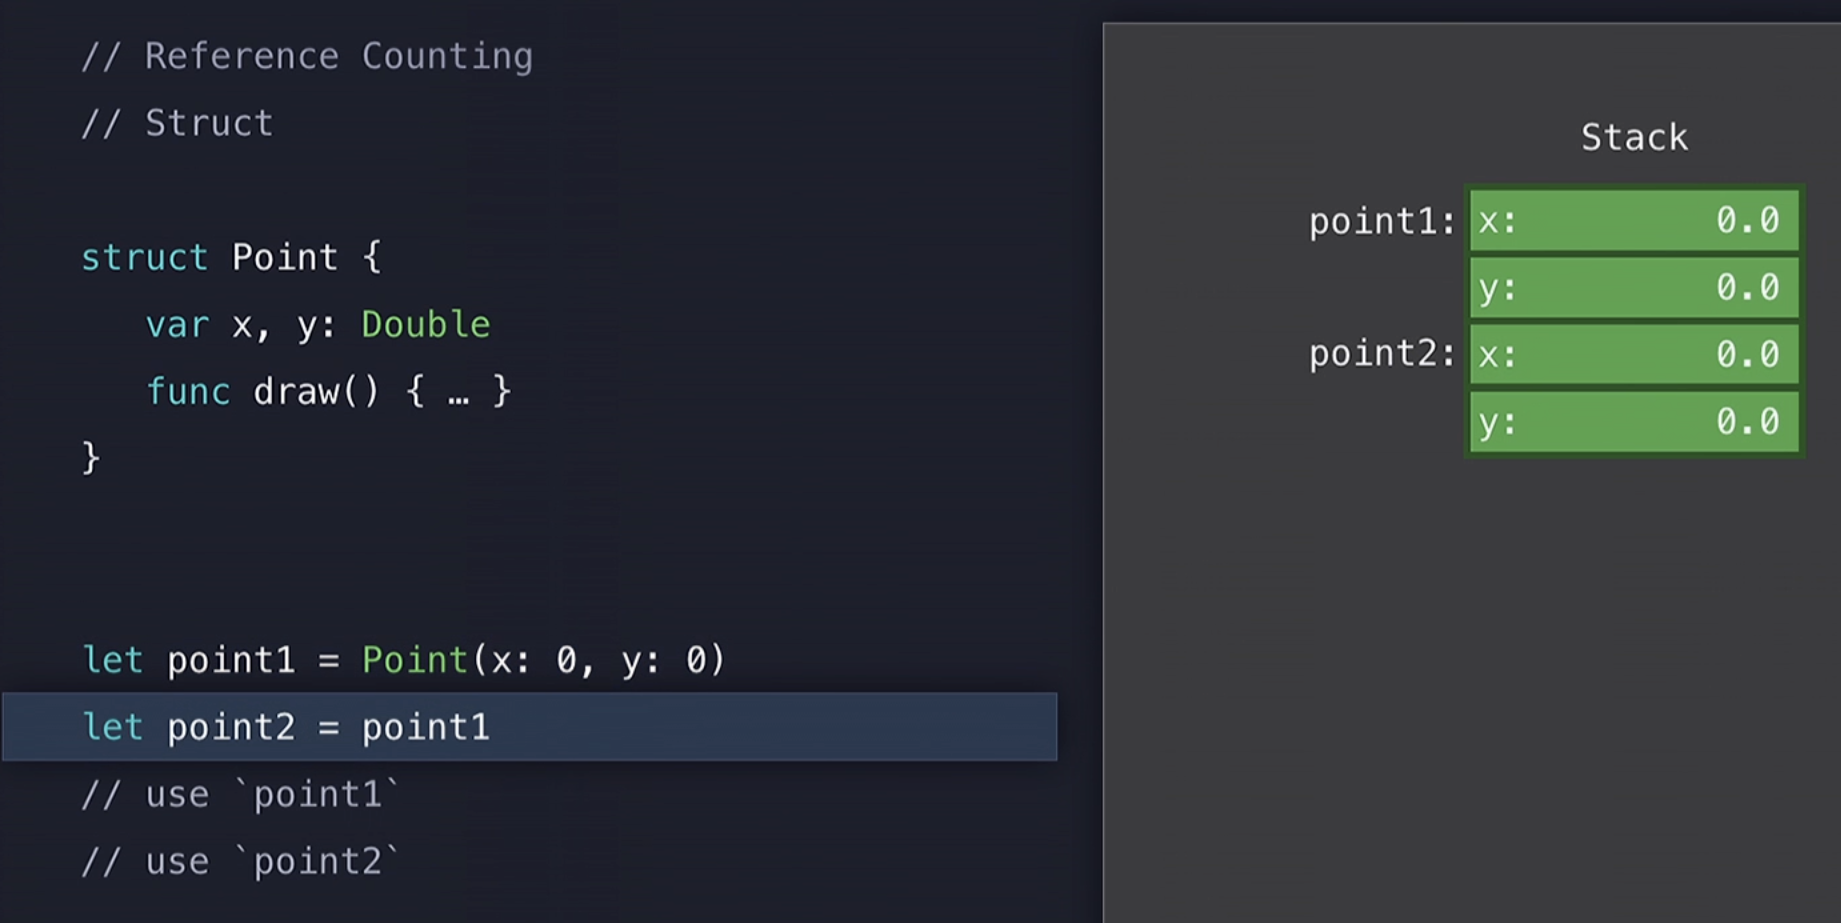 // Reference Counting
// Struct
struct Point {
   var x, y: Double
   func draw() { … }
}
let point1 = Point(x: 0, y: 0)
let point2 = point1
// use `point1`
// use `point2`
Stack
point1: x: 0.0
y: 0.0
point2: x: 0.0
y: 0.0